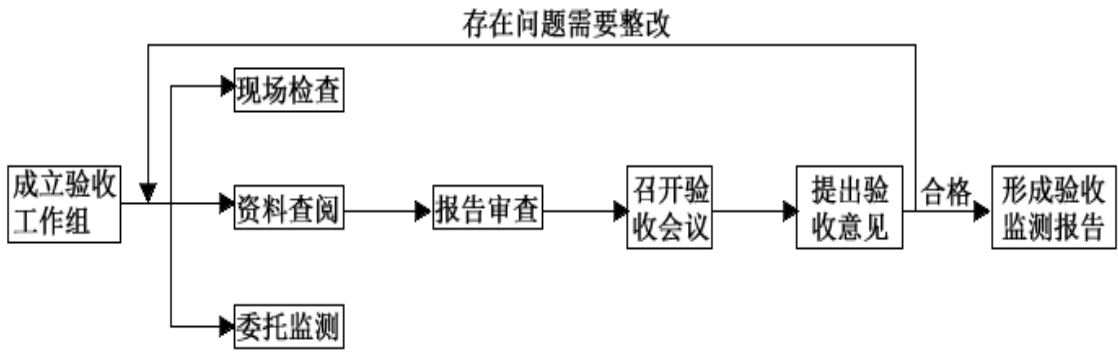 存在问题需要整改
现场检查
成立验收
工作组
资料查阅
报告审查
召开验
收会议
提出验
收意见
合格
形成验收
监测报告
委托监测